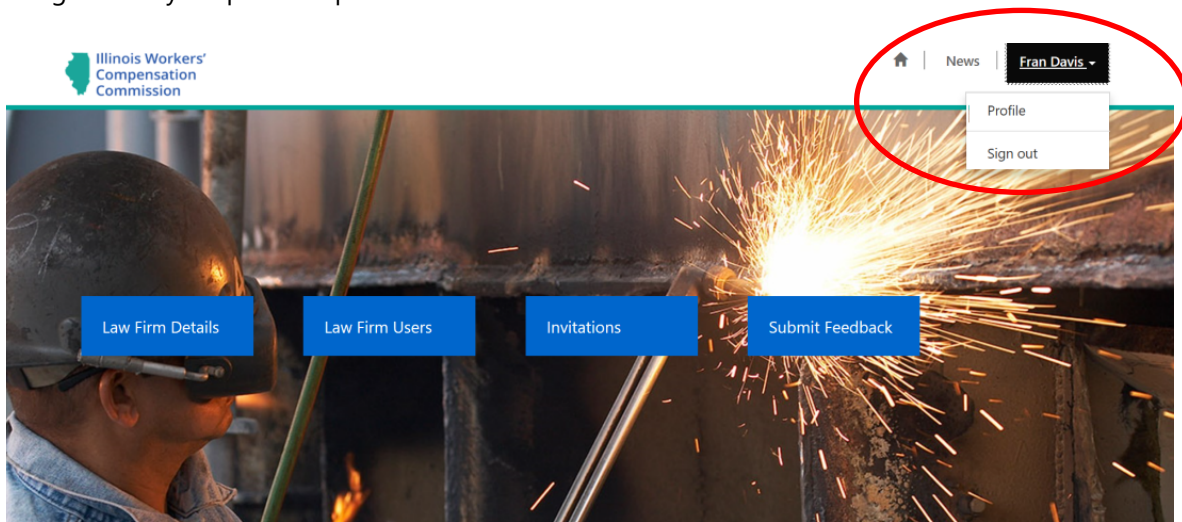 Illinois Workers'
Compensation
Commission
News
Fran Davis
Profile
Sign out
Law Firm Details
Law Firm Users
Invitations
Submit Feedback